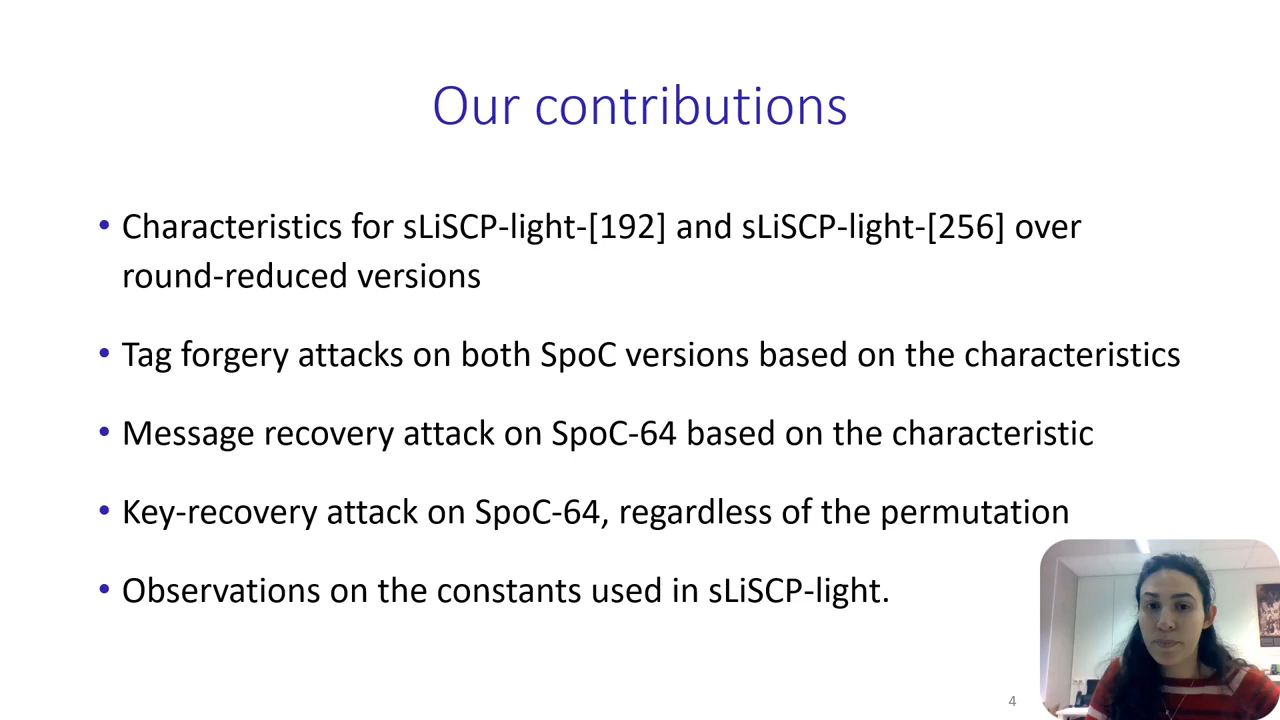 Our contributions
• Characteristics for sLiSCP-light-[192] and sLiSCP-light-[256] over
round-reduced versions
• Tag forgery attacks on both SpoC versions based on the characteristics
• Message recovery attack on SpoC-64 based on the characteristic
• Key-recovery attack on SpoC-64, regardless of the permutation
• Observations on the constants used in sLiSCP-light.
4